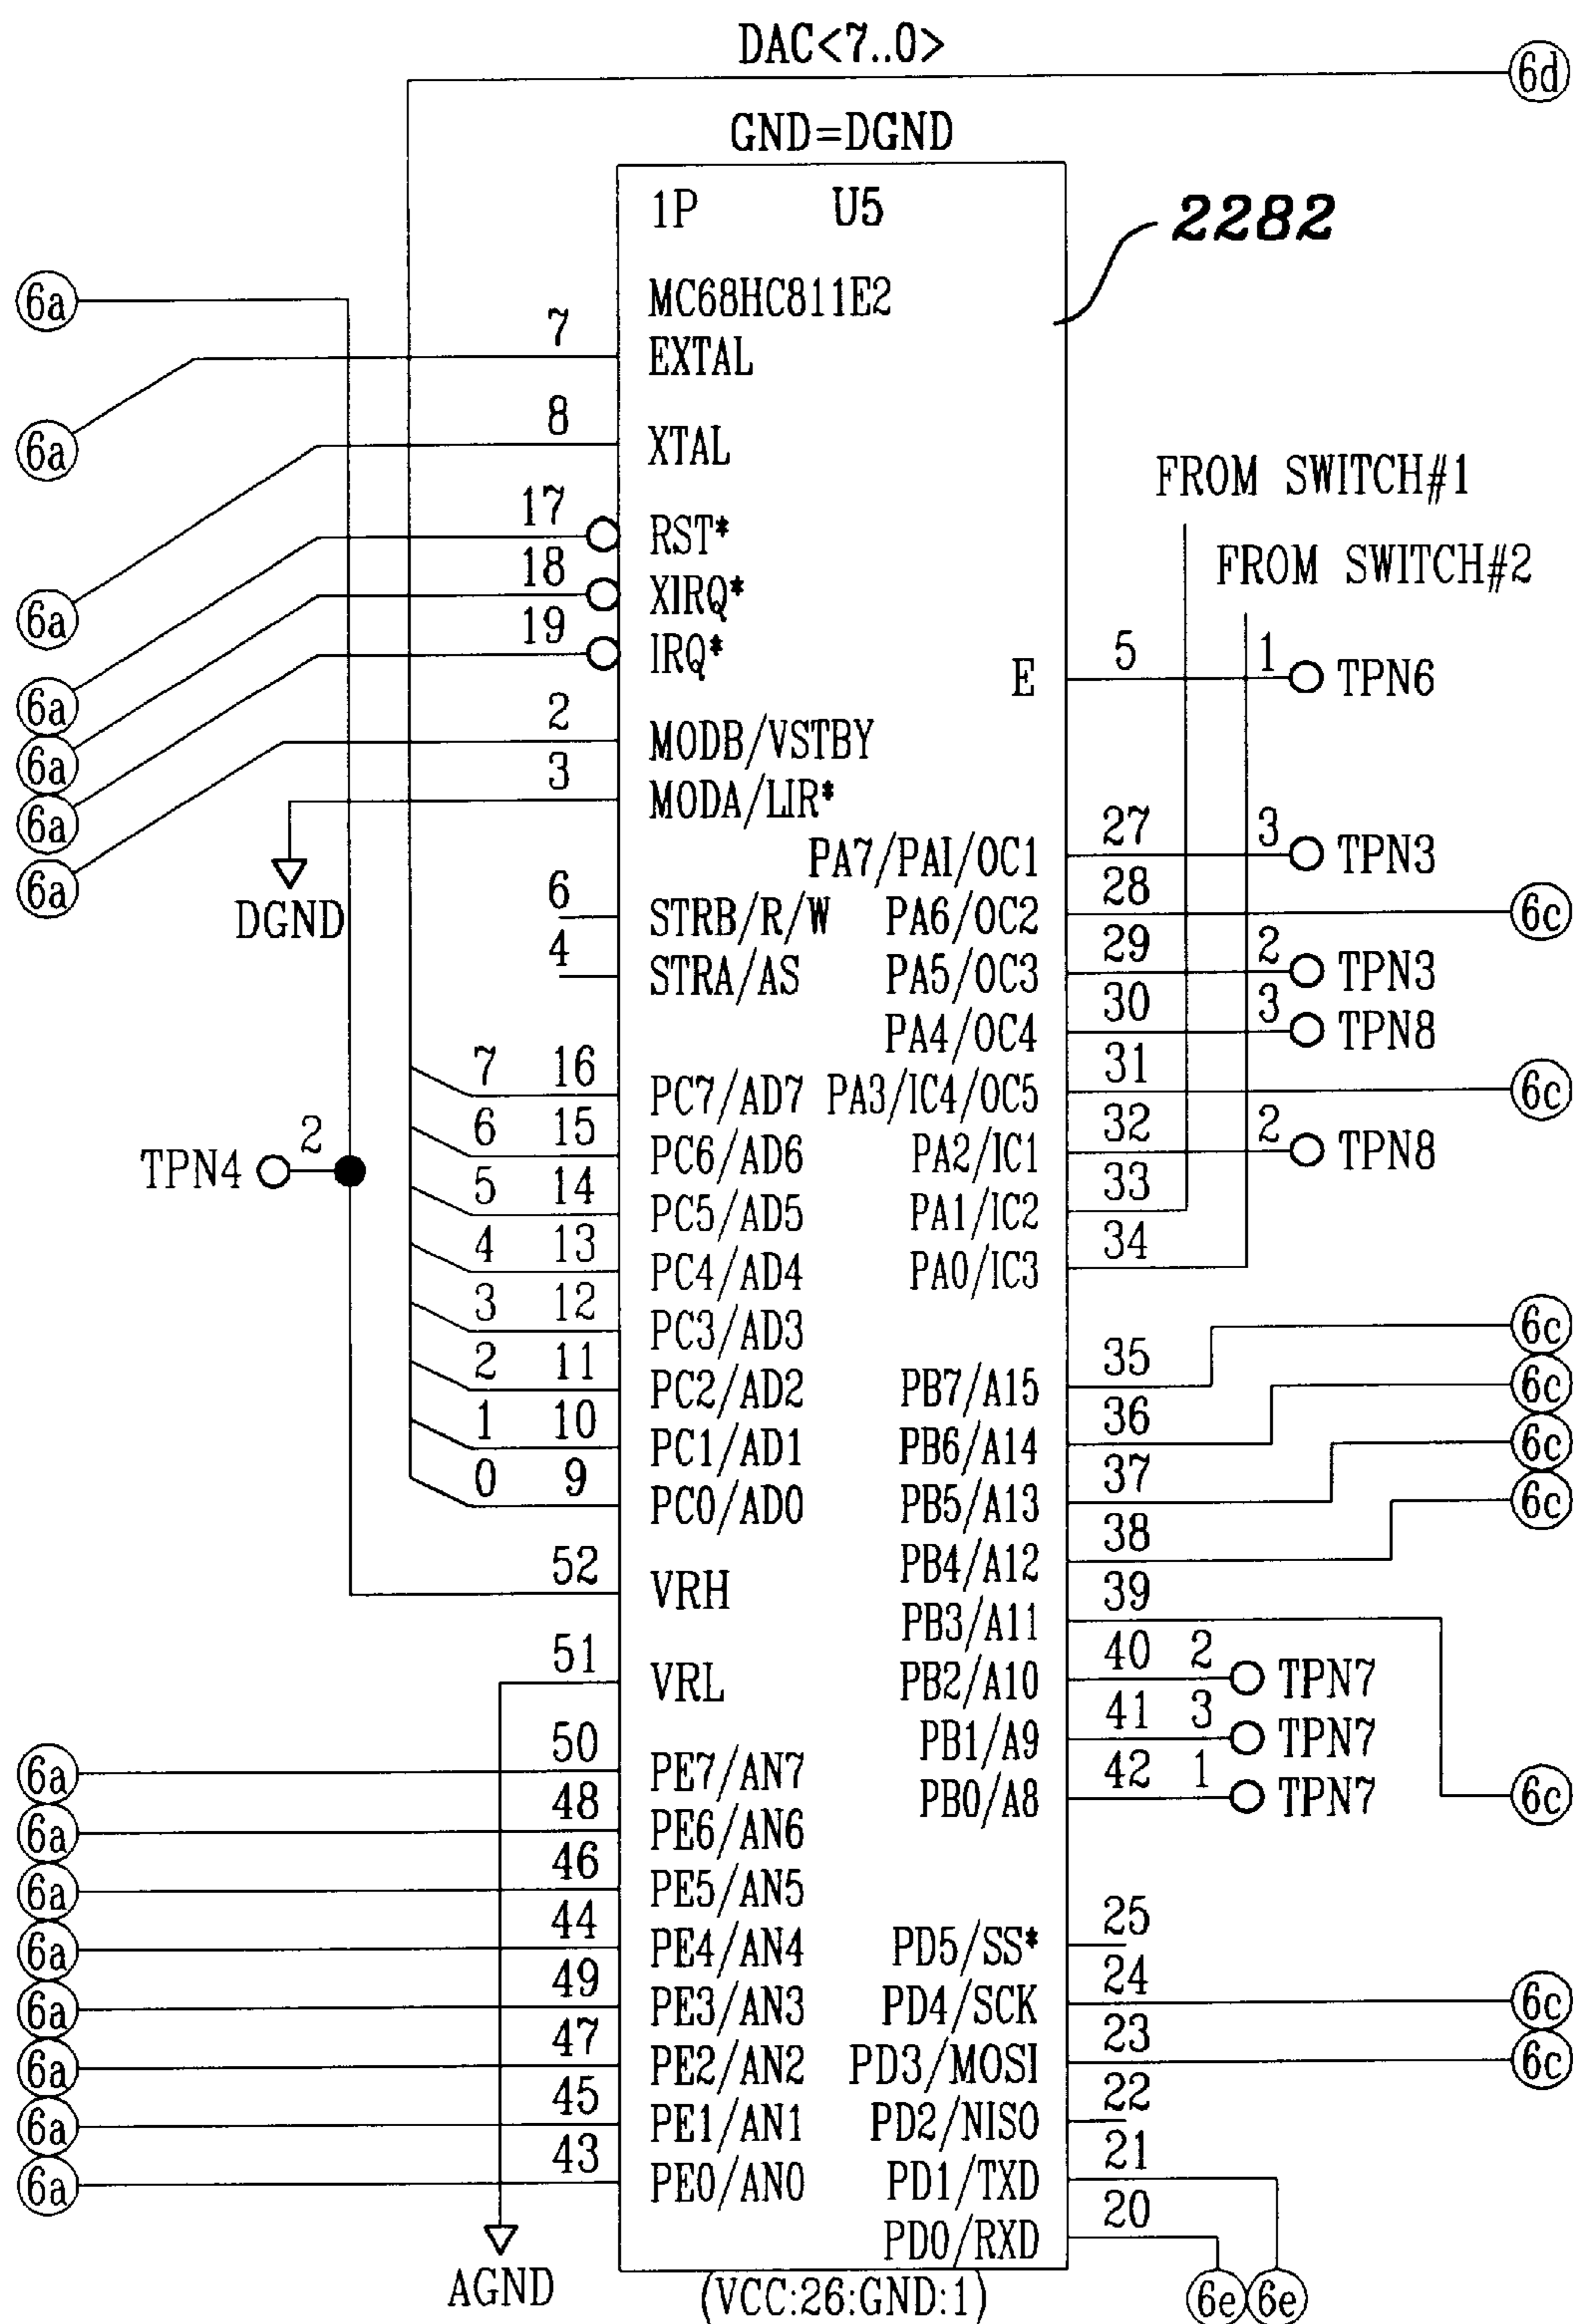 DAC<7..0>
6d
GND=DGND
1P U5
2282
MC68HC811E2
6a
7 EXTAL
6a
8 XTAL
FROM SWITCH#1
17 RST*
FROM SWITCH#2
6a
18 XIRQ*
19 IRQ*
E 5 1 TPN6
6a
2 MODB/VSTBY
6a
3 MODA/LIR*
6a
PA7/PAI/OC1 27 3 TPN3
6a
DGND
6 STRB/R/W PA6/OC2 28 6c
4 STRA/AS PA5/OC3 29 2 TPN3
PA4/OC4 30 3 TPN8
7 16 PC7/AD7 PA3/IC4/OC5 31 6c
TPN4 2
6 15 PC6/AD6 PA2/IC1 32 2 TPN8
5 14 PC5/AD5 PA1/IC2 33
4 13 PC4/AD4 PA0/IC3 34
3 12 PC3/AD3
6c
2 11 PC2/AD2 PB7/A15 35 6c
1 10 PC1/AD1 PB6/A14 36 6c
0 9 PC0/AD0 PB5/A13 37 6c
PB4/A12 38
52 VRH
PB3/A11 39
51 VRL PB2/A10 40 2 TPN7
PB1/A9 41 3 TPN7
6a 50 PE7/AN7 PB0/A8 42 1 TPN7
6c
6a 48 PE6/AN6
6a 46 PE5/AN5
6a 44 PE4/AN4 PD5/SS* 25
6a 49 PE3/AN3 PD4/SCK 24 6c
6a 47 PE2/AN2 PD3/MOSI 23 6c
6a 45 PE1/AN1 PD2/NISO 22
6a 43 PE0/AN0 PD1/TXD 21
PD0/RXD 20
AGND
(VCC:26:GND:1)
6e 6e